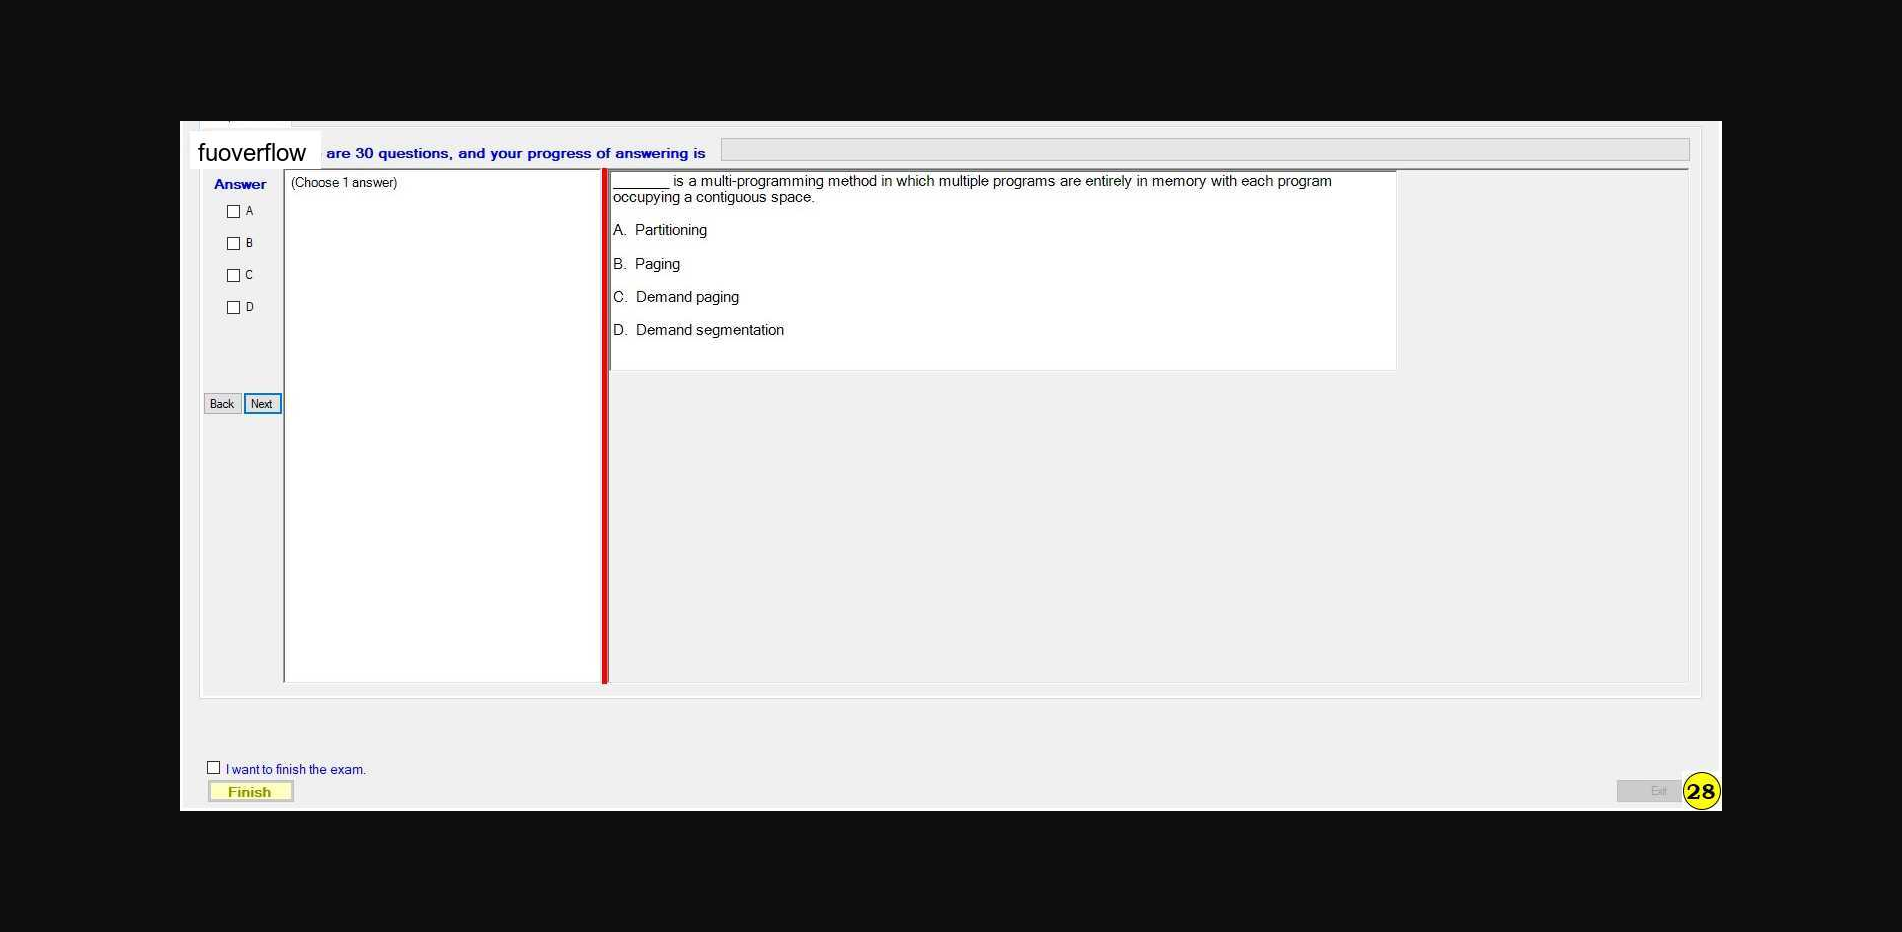 fuoverflow are 30 questions, and your progress of answering is
Answer
A
B
C
D
Back Next
(Choose 1 answer)
_______ is a multi-programming method in which multiple programs are entirely in memory with each program
occupying a contiguous space.
A. Partitioning
B. Paging
C. Demand paging
D. Demand segmentation
I want to finish the exam.
Finish
Exit
28